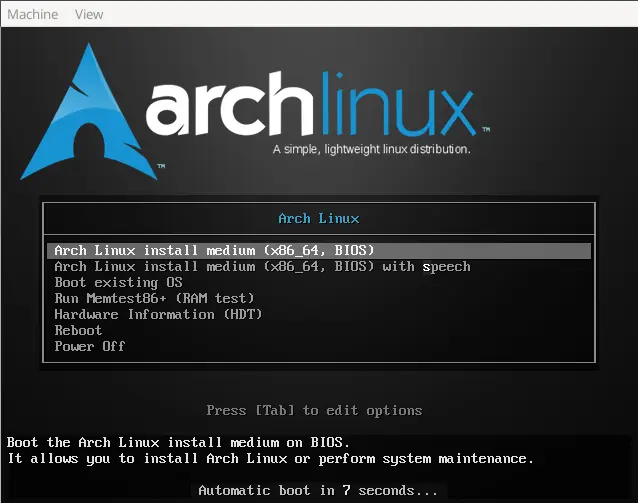 Machine View
archlinux™
A simple, lightweight linux distribution.
™
Arch Linux
Arch Linux install medium (x86_64, BIOS)
Arch Linux install medium (x86_64, BIOS) with speech
Boot existing OS
Run Memtest86+ (RAM test)
Hardware Information (HDT)
Reboot
Power Off
Press [Tab] to edit options
Boot the Arch Linux install medium on BIOS.
It allows you to install Arch Linux or perform system maintenance.
Automatic boot in 7 seconds...